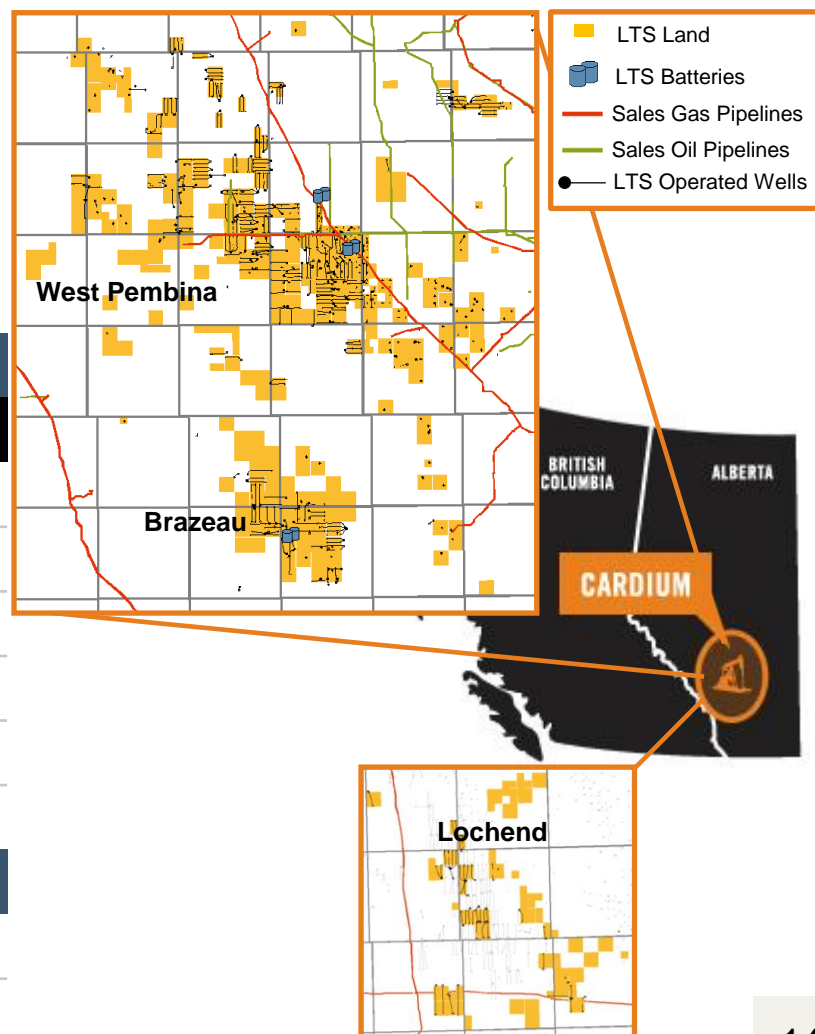 LTS Land
LTS Batteries
Sales Gas Pipelines
Sales Oil Pipelines
LTS Operated Wells
West Pembina
Brazeau
BRITISH
COLUMBIA
ALBERTA
CARDIUM
Lochend